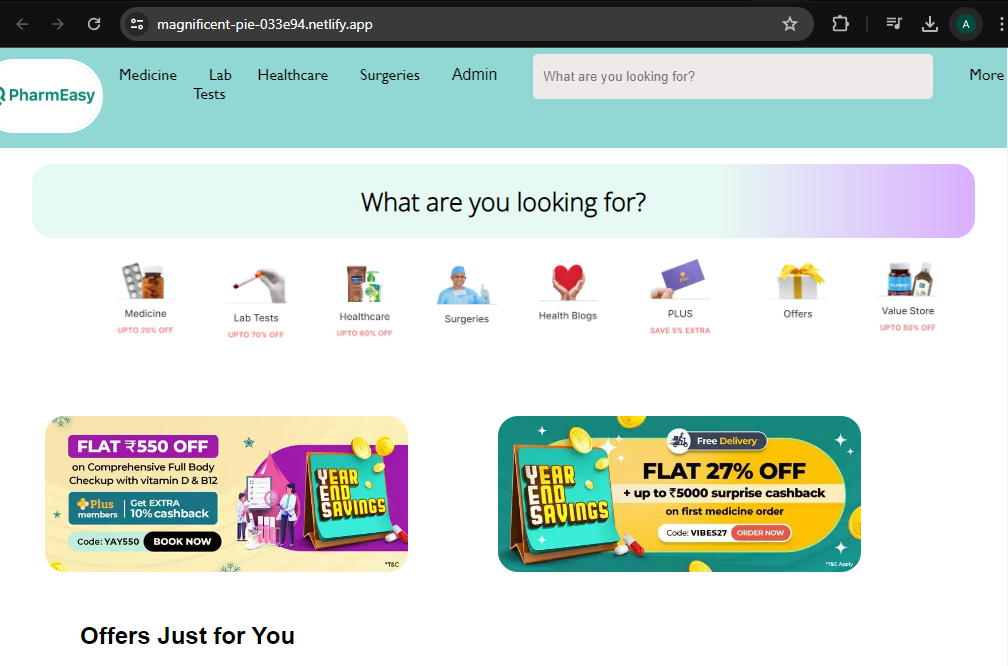 magnificent-pie-033e94.netlify.app
A
PharmEasy
Medicine
Lab
Tests
Healthcare
Surgeries
Admin
What are you looking for?
More
What are you looking for?
Medicine
UPTO 20% OFF
Lab Tests
UPTO 70% OFF
Healthcare
UPTO 60% OFF
Surgeries
Health Blogs
PLUS
SAVE 5% EXTRA
Offers
Value Store
UPTO 50% OFF
FLAT ₹550 OFF
on Comprehensive Full Body
Checkup with vitamin D & B12
Plus
members
Get EXTRA
10% cashback
Code: YAY550
BOOK NOW
YEAR
END
SAVINGS
*T&C
YEAR
END
SAVINGS
Free Delivery
FLAT 27% OFF
+ up to ₹5000 surprise cashback
on first medicine order
Code: VIBES27
ORDER NOW
*T&C Apply
Offers Just for You